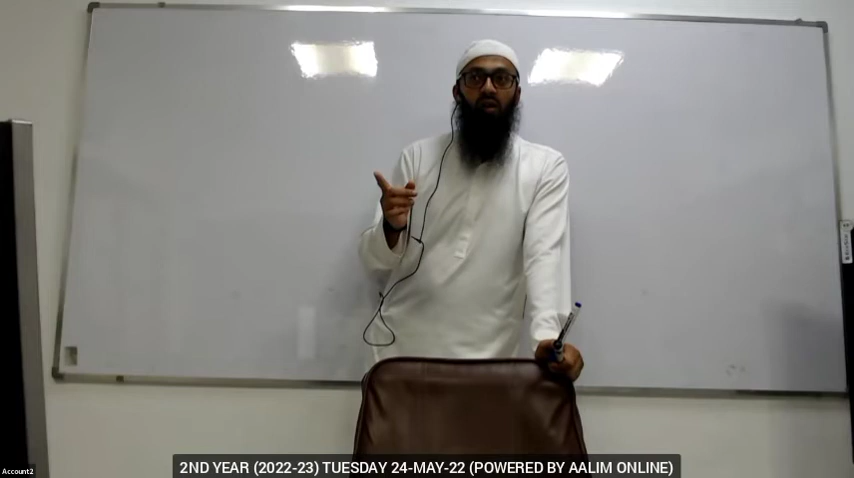 Account2
2ND YEAR (2022-23) TUESDAY 24-MAY-22 (POWERED BY AALIM ONLINE)